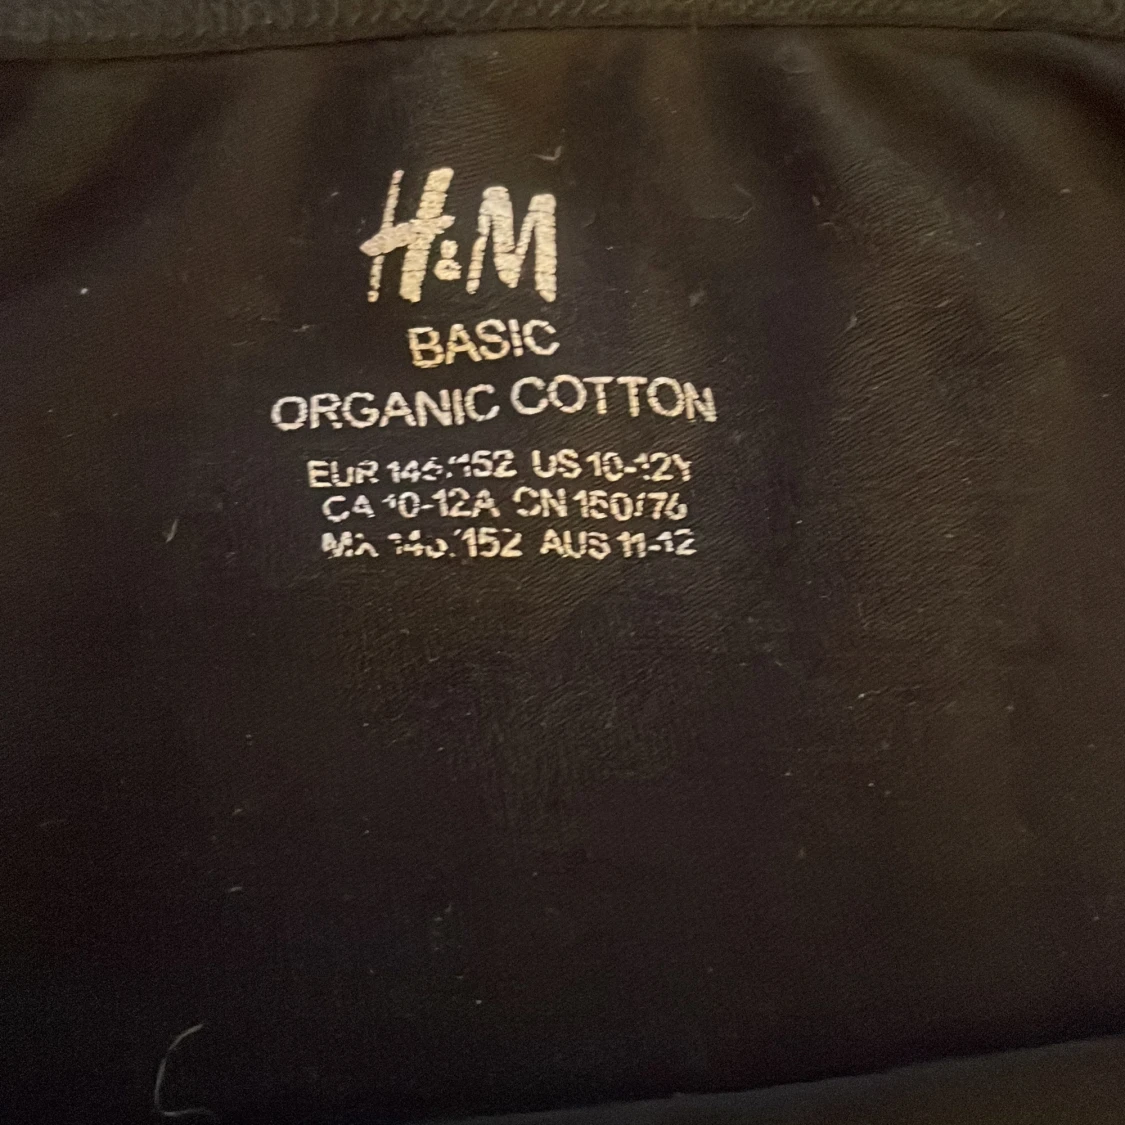 H&M
BASIC
ORGANIC COTTON
EUR 146/152 US 10-12Y
CA 10-12A CN 150/76
MX 146/152 AUS 11-12